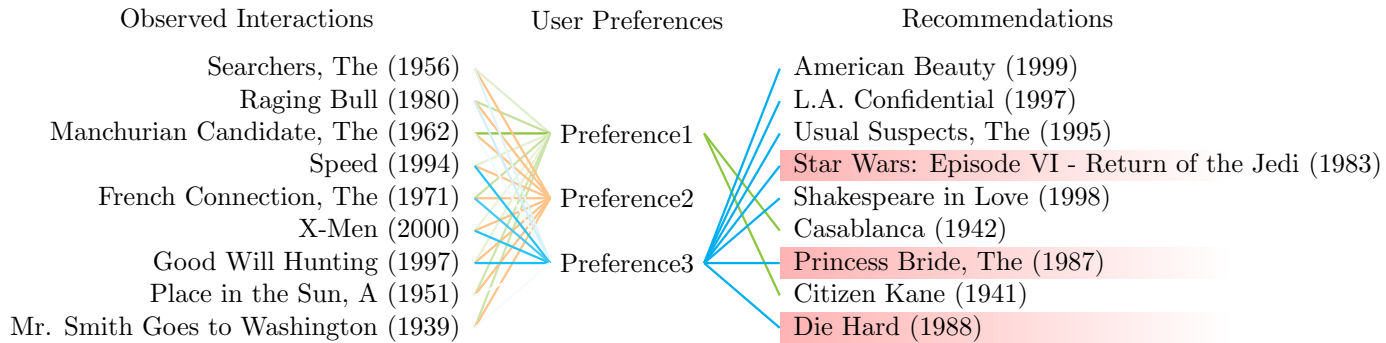 Observed Interactions
User Preferences
Recommendations
Searchers, The (1956)
Raging Bull (1980)
Manchurian Candidate, The (1962)
Speed (1994)
French Connection, The (1971)
X-Men (2000)
Good Will Hunting (1997)
Place in the Sun, A (1951)
Mr. Smith Goes to Washington (1939)
Preference1
Preference2
Preference3
American Beauty (1999)
L.A. Confidential (1997)
Usual Suspects, The (1995)
Star Wars: Episode VI - Return of the Jedi (1983)
Shakespeare in Love (1998)
Casablanca (1942)
Princess Bride, The (1987)
Citizen Kane (1941)
Die Hard (1988)